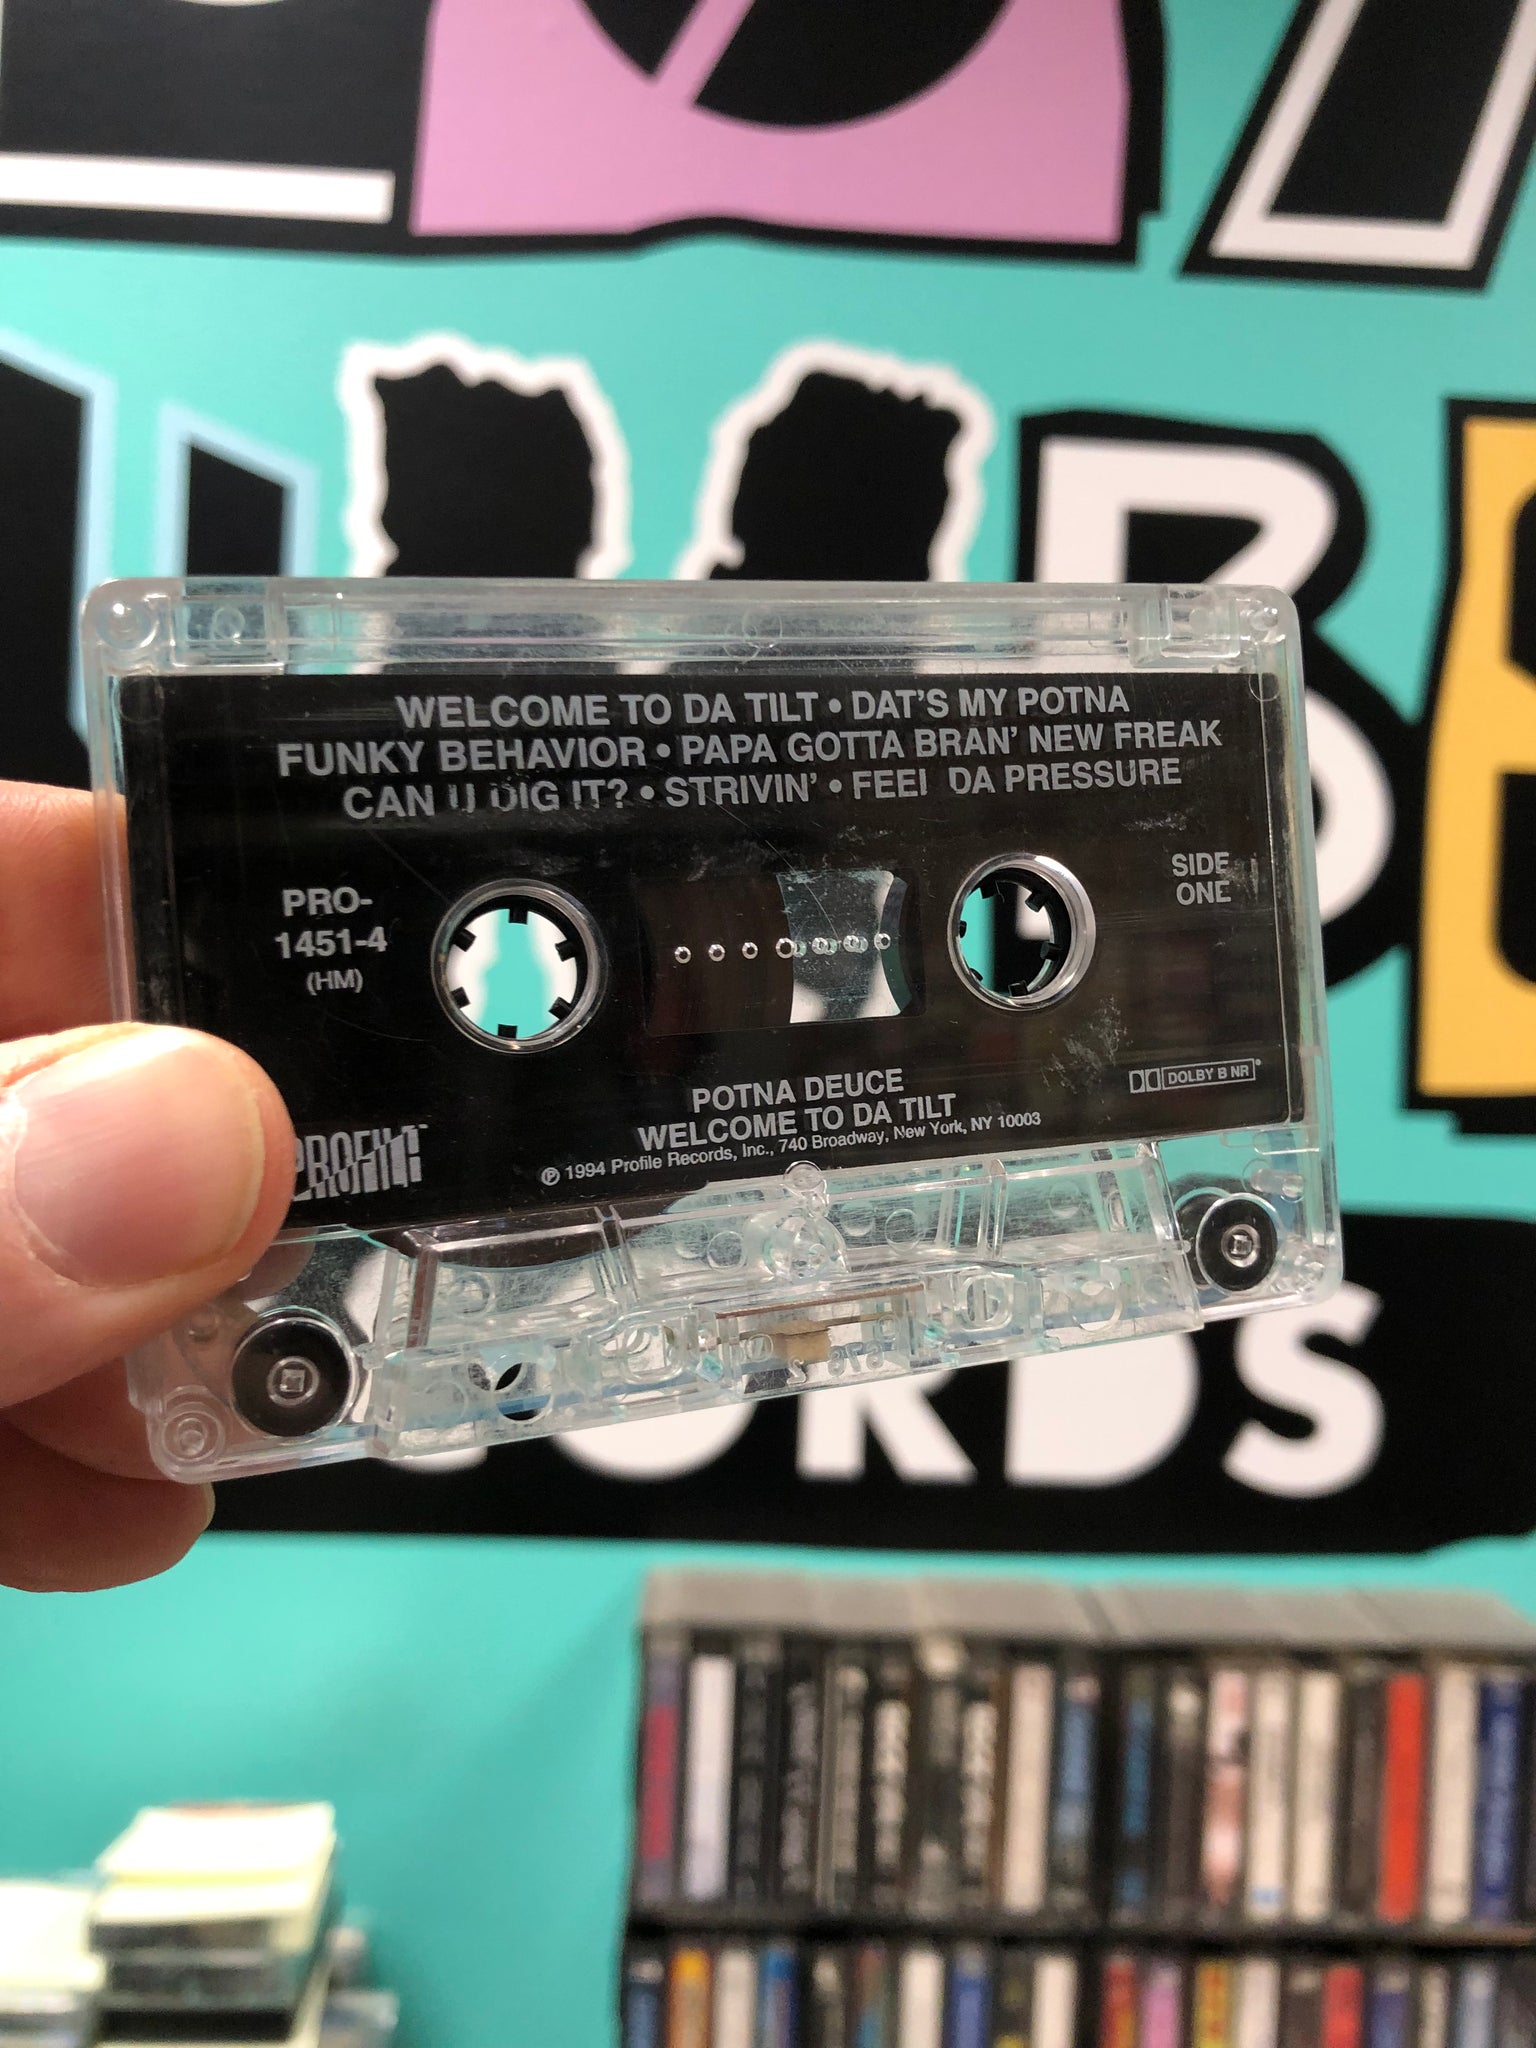 WELCOME TO DA TILT • DAT'S MY POTNA
FUNKY BEHAVIOR • PAPA GOTTA BRAN' NEW FREAK
CAN U DIG IT? • STRIVIN' • FEEL DA PRESSURE
PRO-
1451-4
(HM)
SIDE
ONE
POTNA DEUCE
WELCOME TO DA TILT
℗ 1994 Profile Records, Inc., 740 Broadway, New York, NY 10003
DOLBY B NR
PROFILE™